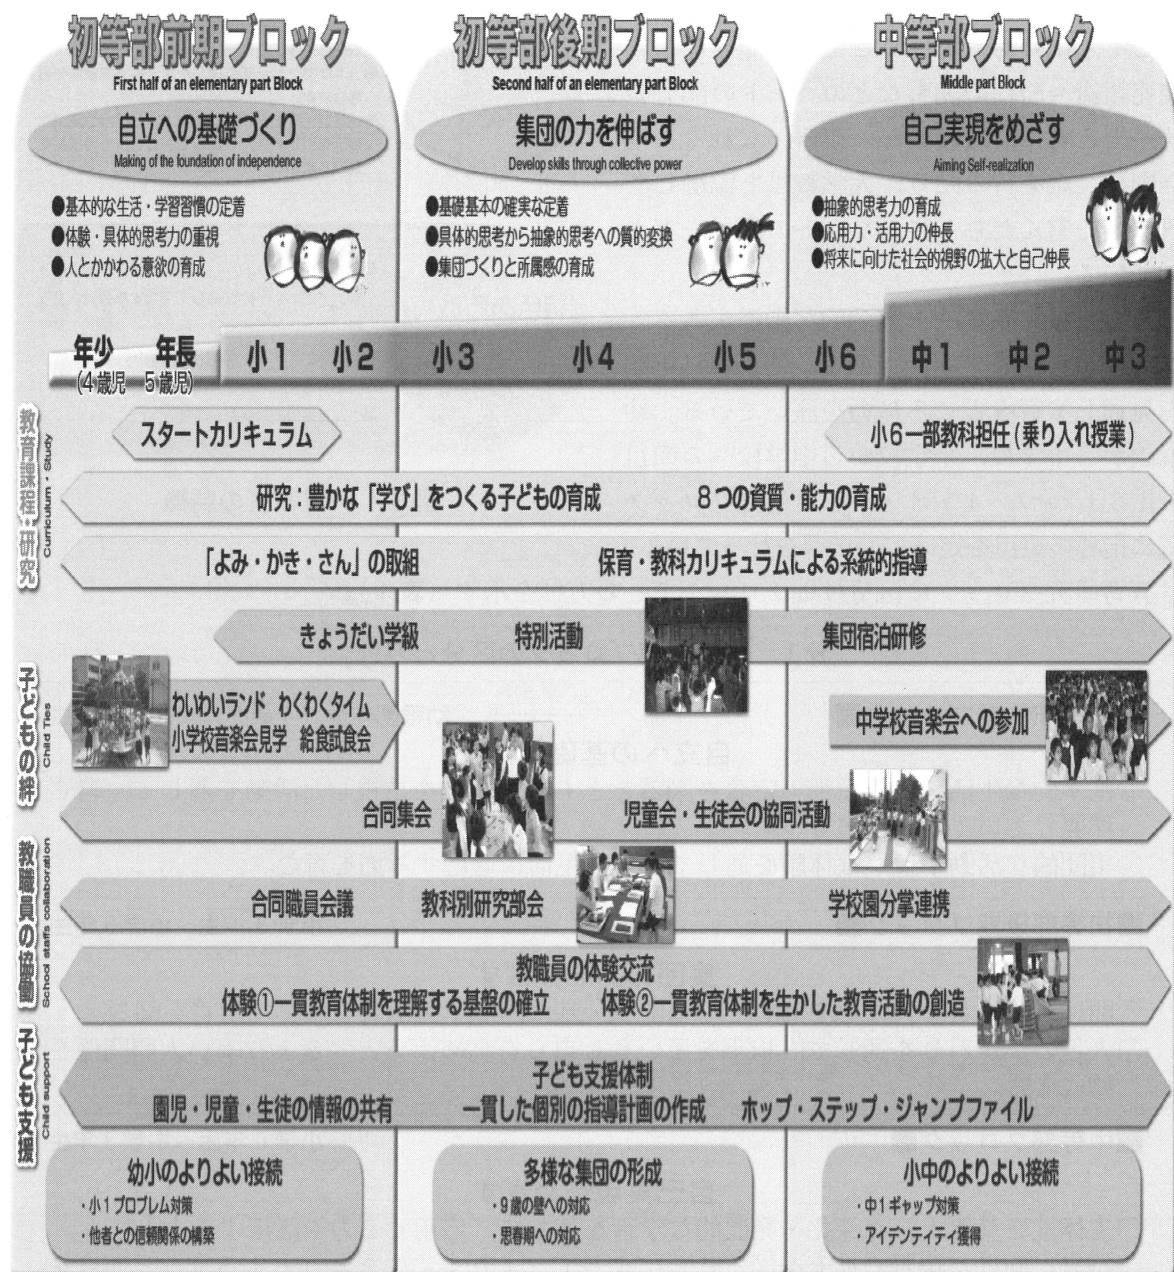 初等部前期ブロック
First half of an elementary part Block
自立への基礎づくり
Making of the foundation of independence
●基本的な生活・学習習慣の定着
●体験・具体的思考力の重視
●人とかかわる意欲の育成
初等部後期ブロック
Second half of an elementary part Block
集団の力を伸ばす
Develop skills through collective power
●基礎基本の確実な定着
●具体的思考から抽象的思考への質的変換
●集団づくりと所属感の育成
中等部ブロック
Middle part Block
自己実現をめざす
Aiming Self-realization
●抽象的思考力の育成
●応用力・活用力の伸長
●将来に向けた社会的視野の拡大と自己伸長
年少 年長 小1 小2 小3 小4 小5 小6 中1 中2 中3
(4歳児 5歳児)
教育課程・研究
Curriculum・Study
スタートカリキュラム
小6一部教科担任(乗り入れ授業)
研究:豊かな「学び」をつくる子どもの育成 8つの資質・能力の育成
「よみ・かき・さん」の取組 保育・教科カリキュラムによる系統的指導
子どもの絆
Child Ties
きょうだい学級 特別活動 集団宿泊研修
わいわいランド わくわくタイム
小学校音楽会見学 給食試食会
中学校音楽会への参加
合同集会 児童会・生徒会の協同活動
教職員の協働
School staffs collaboration
合同職員会議 教科別研究部会 学校園分掌連携
教職員の体験交流
体験①一貫教育体制を理解する基盤の確立 体験②一貫教育体制を生かした教育活動の創造
子ども支援
Child support
子ども支援体制
園児・児童・生徒の情報の共有 一貫した個別の指導計画の作成 ホップ・ステップ・ジャンプファイル
幼小のよりよい接続
・小1プロブレム対策
・他者との信頼関係の構築
多様な集団の形成
・9歳の壁への対応
・思春期への対応
小中のよりよい接続
・中1ギャップ対策
・アイデンティティ獲得